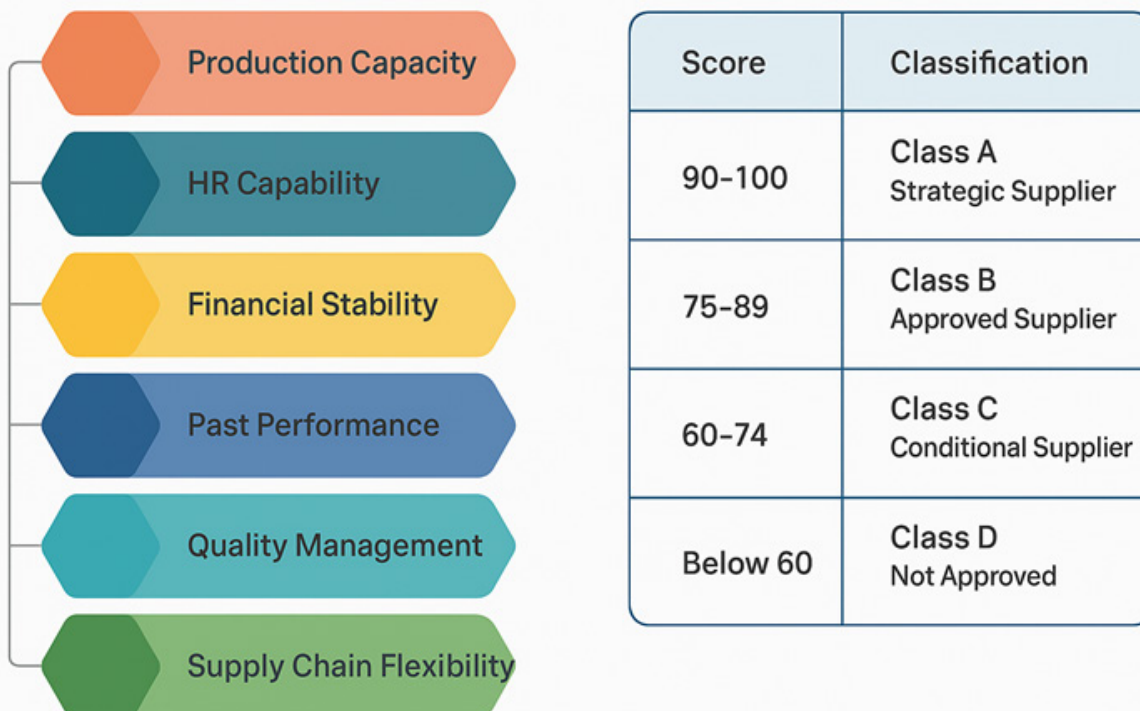 Production Capacity
HR Capability
Financial Stability
Past Performance
Quality Management
Supply Chain Flexibility
Score Classification
90-100 Class A
Strategic Supplier
75-89 Class B
Approved Supplier
60-74 Class C
Conditional Supplier
Below 60 Class D
Not Approved